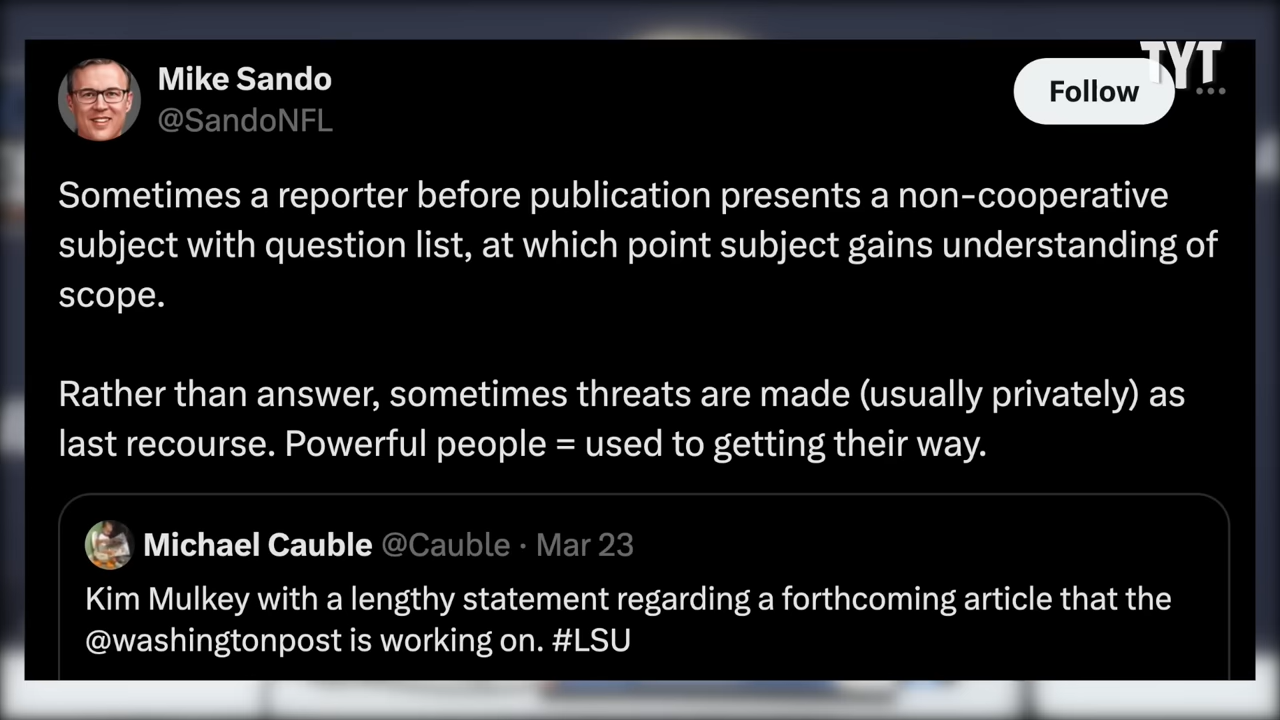 TYT
Mike Sando
@SandoNFL
Follow
Sometimes a reporter before publication presents a non-cooperative
subject with question list, at which point subject gains understanding of
scope.
Rather than answer, sometimes threats are made (usually privately) as
last recourse. Powerful people = used to getting their way.
Michael Cauble @Cauble · Mar 23
Kim Mulkey with a lengthy statement regarding a forthcoming article that the
@washingtonpost is working on. #LSU